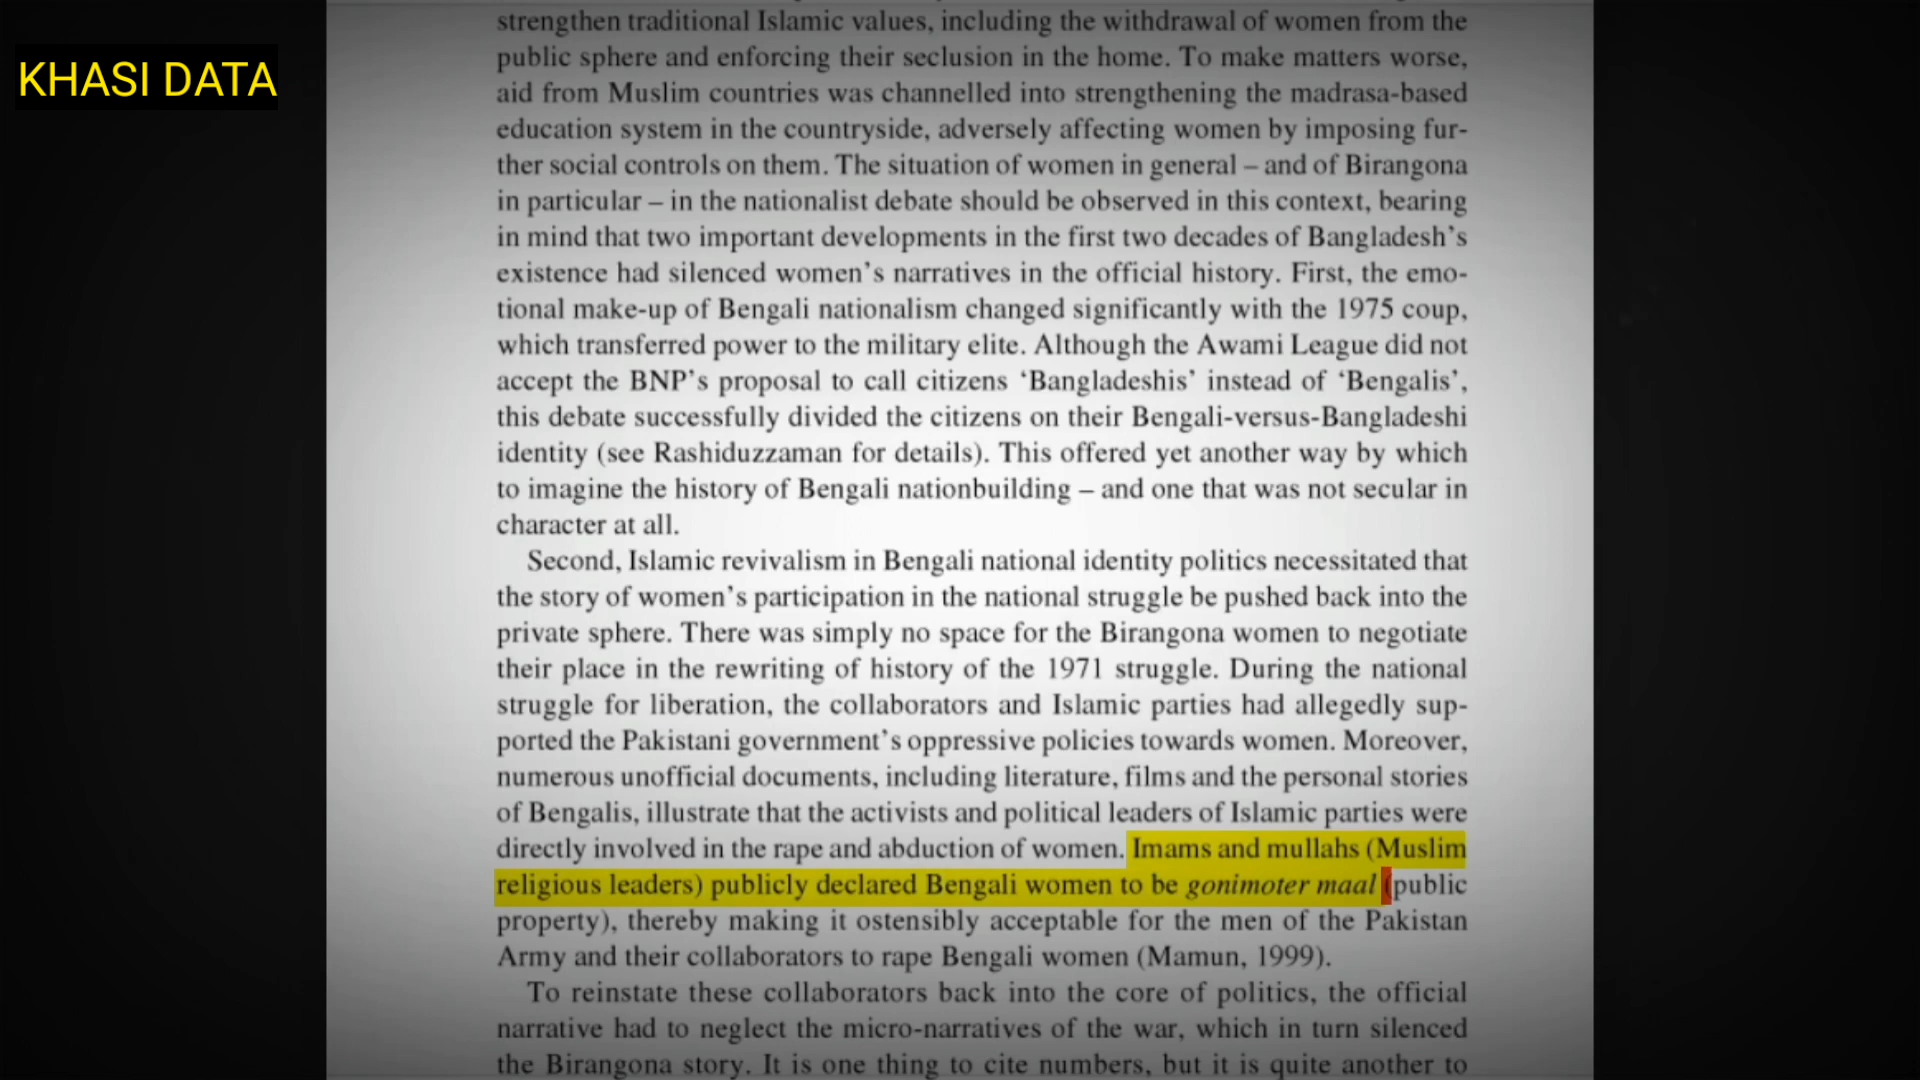 KHASI DATA
strengthen traditional Islamic values, including the withdrawal of women from the
public sphere and enforcing their seclusion in the home. To make matters worse,
aid from Muslim countries was channelled into strengthening the madrasa-based
education system in the countryside, adversely affecting women by imposing fur-
ther social controls on them. The situation of women in general – and of Birangona
in particular – in the nationalist debate should be observed in this context, bearing
in mind that two important developments in the first two decades of Bangladesh’s
existence had silenced women’s narratives in the official history. First, the emo-
tional make-up of Bengali nationalism changed significantly with the 1975 coup,
which transferred power to the military elite. Although the Awami League did not
accept the BNP’s proposal to call citizens ‘Bangladeshis’ instead of ‘Bengalis’,
this debate successfully divided the citizens on their Bengali-versus-Bangladeshi
identity (see Rashiduzzaman for details). This offered yet another way by which
to imagine the history of Bengali nationbuilding – and one that was not secular in
character at all.
Second, Islamic revivalism in Bengali national identity politics necessitated that
the story of women’s participation in the national struggle be pushed back into the
private sphere. There was simply no space for the Birangona women to negotiate
their place in the rewriting of history of the 1971 struggle. During the national
struggle for liberation, the collaborators and Islamic parties had allegedly sup-
ported the Pakistani government’s oppressive policies towards women. Moreover,
numerous unofficial documents, including literature, films and the personal stories
of Bengalis, illustrate that the activists and political leaders of Islamic parties were
directly involved in the rape and abduction of women. Imams and mullahs (Muslim
religious leaders) publicly declared Bengali women to be gonimoter maal (public
property), thereby making it ostensibly acceptable for the men of the Pakistan
Army and their collaborators to rape Bengali women (Mamun, 1999).
To reinstate these collaborators back into the core of politics, the official
narrative had to neglect the micro-narratives of the war, which in turn silenced
the Birangona story. It is one thing to cite numbers, but it is quite another to